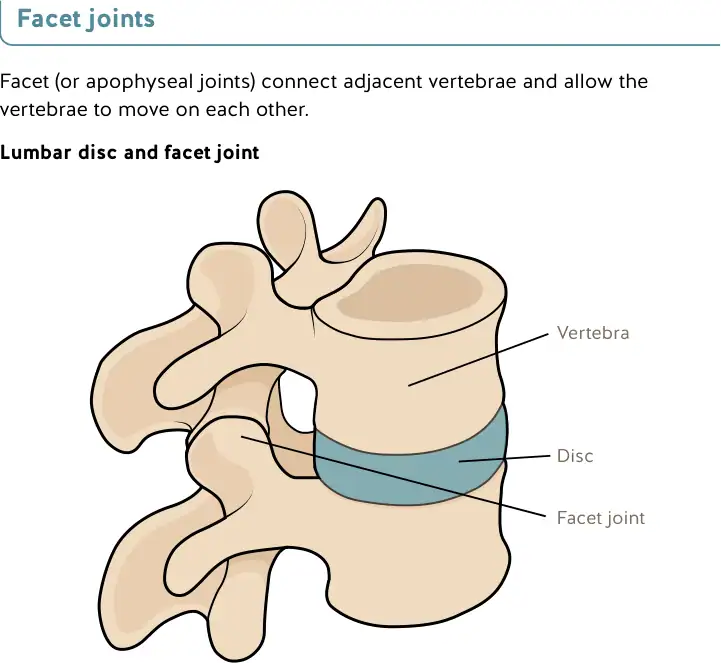 Facet joints
Facet (or apophyseal joints) connect adjacent vertebrae and allow the
vertebrae to move on each other.
Lumbar disc and facet joint
Vertebra
Disc
Facet joint